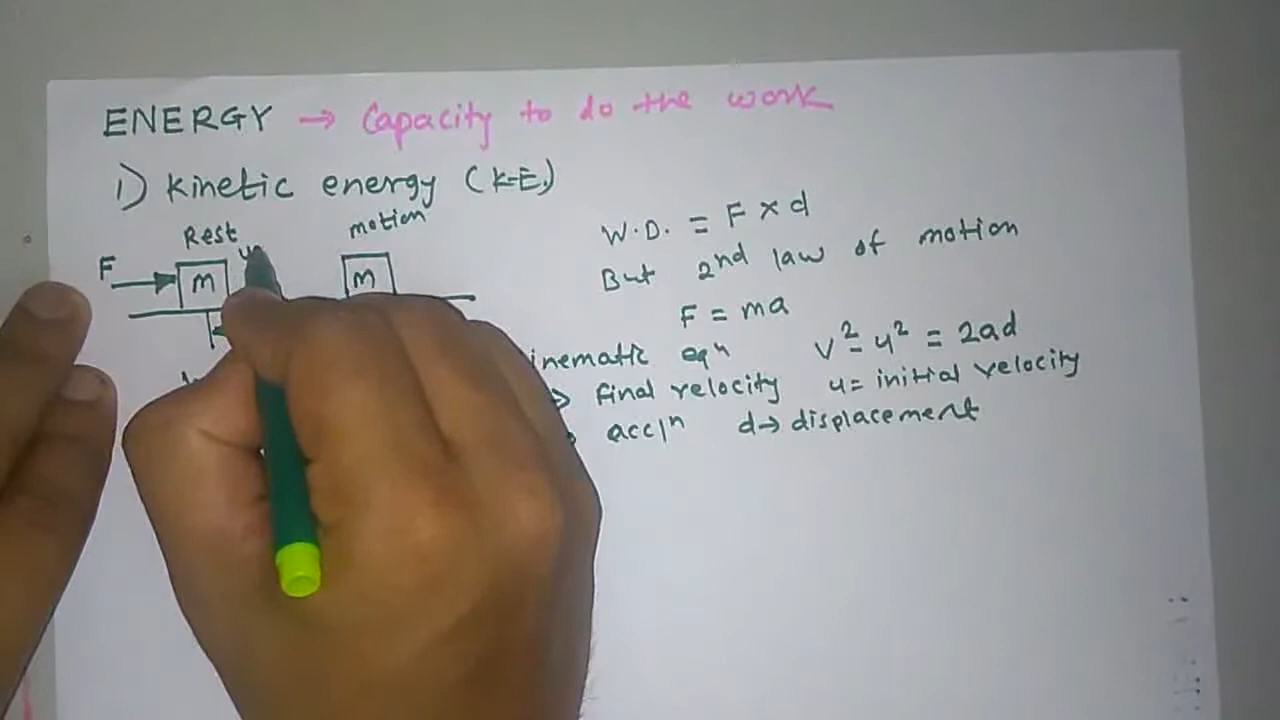 ENERGY → Capacity to do the work
1) Kinetic energy (K.E.)
Rest
motion
F
m
u
m
W.D. = F × d
But 2nd law of motion
F = ma
inematic eqⁿ v² - u² = 2ad
→ final velocity u = initial velocity
acclⁿ d → displacement